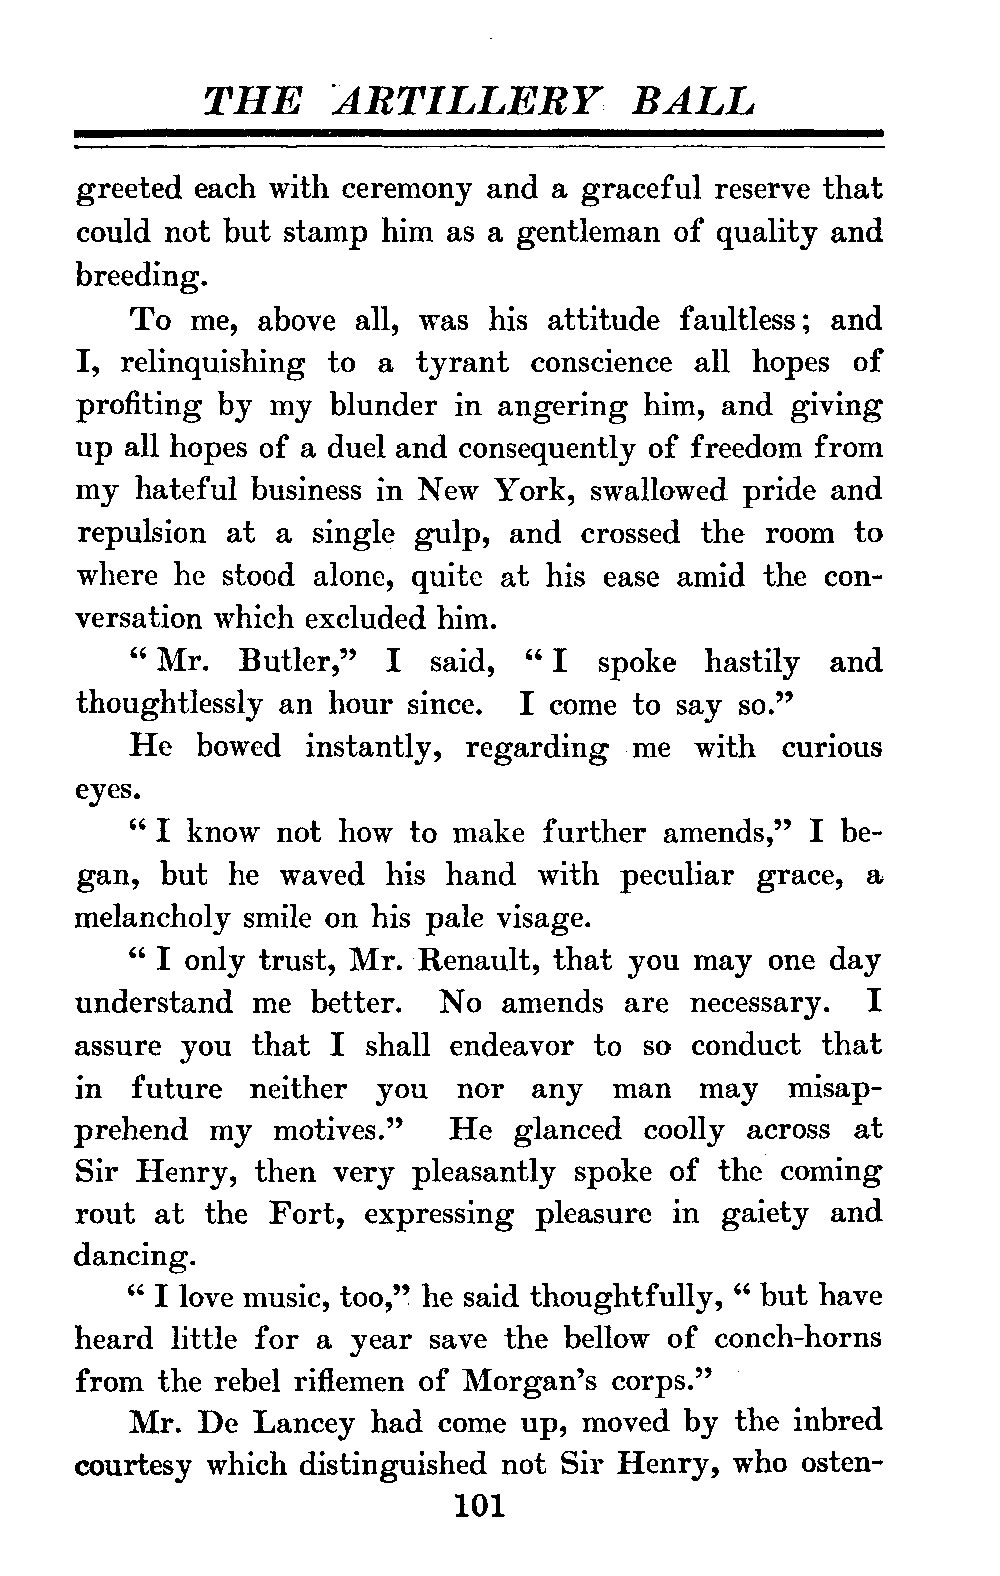 THE ARTILLERY BALL
greeted each with ceremony and a graceful reserve that
could not but stamp him as a gentleman of quality and
breeding.
To me, above all, was his attitude faultless; and
I, relinquishing to a tyrant conscience all hopes of
profiting by my blunder in angering him, and giving
up all hopes of a duel and consequently of freedom from
my hateful business in New York, swallowed pride and
repulsion at a single gulp, and crossed the room to
where he stood alone, quite at his ease amid the con-
versation which excluded him.
“ Mr. Butler,” I said, “ I spoke hastily and
thoughtlessly an hour since. I come to say so.”
He bowed instantly, regarding me with curious
eyes.
“ I know not how to make further amends,” I be-
gan, but he waved his hand with peculiar grace, a
melancholy smile on his pale visage.
“ I only trust, Mr. Renault, that you may one day
understand me better. No amends are necessary. I
assure you that I shall endeavor to so conduct that
in future neither you nor any man may misap-
prehend my motives.” He glanced coolly across at
Sir Henry, then very pleasantly spoke of the coming
rout at the Fort, expressing pleasure in gaiety and
dancing.
“ I love music, too,” he said thoughtfully, “ but have
heard little for a year save the bellow of conch-horns
from the rebel riflemen of Morgan’s corps.”
Mr. De Lancey had come up, moved by the inbred
courtesy which distinguished not Sir Henry, who osten-
101